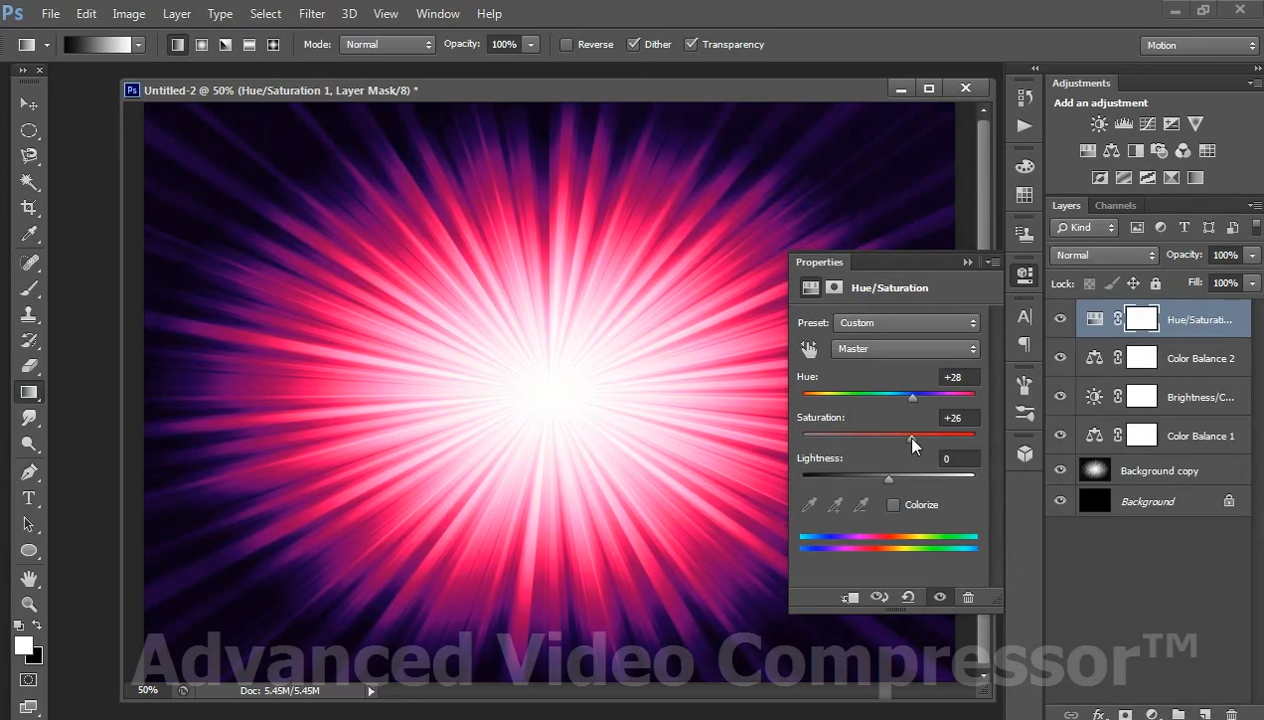 Ps File Edit Image Layer Type Select Filter 3D View Window Help
Mode: Normal Opacity: 100% Reverse Dither Transparency Motion
Ps Untitled-2 @ 50% (Hue/Saturation 1, Layer Mask/8) *
Adjustments
Add an adjustment
Layers Channels
Kind
Normal Opacity: 100%
Lock: Fill: 100%
Hue/Saturati...
Color Balance 2
Brightness/C...
Color Balance 1
Background copy
Background
Properties
Hue/Saturation
Preset: Custom
Master
Hue: +28
Saturation: +26
Lightness: 0
Colorize
Advanced Video Compressor™
50% Doc: 5.45M/5.45M